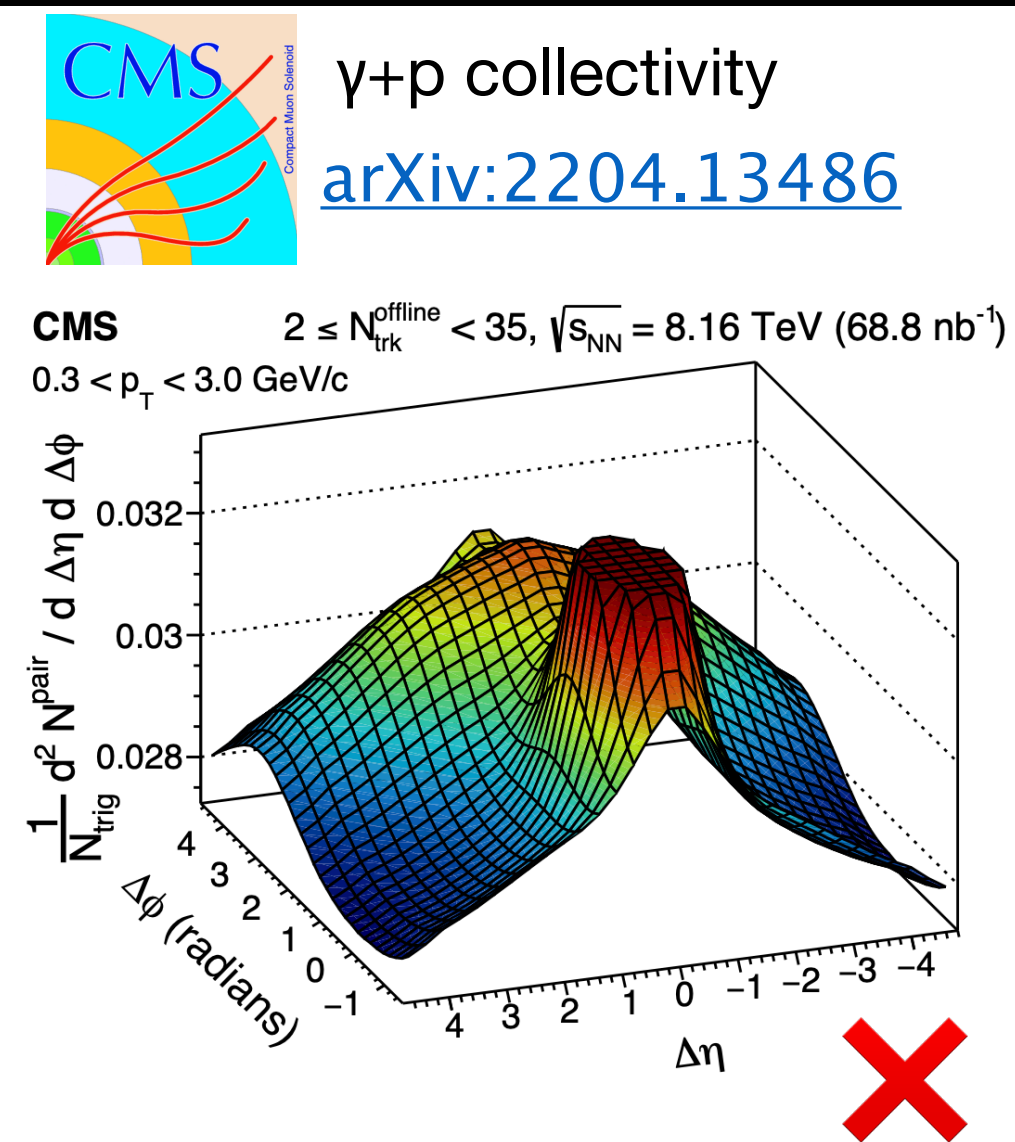 CMS
Compact Muon Solenoid
γ+p collectivity
arXiv:2204.13486
CMS 2 ≤ N_trk^offline < 35, √s_NN = 8.16 TeV (68.8 nb⁻¹)
0.3 < p_T < 3.0 GeV/c
1/N_trig d² N^pair / d Δη d Δϕ
0.032
0.03
0.028
4
3
2
1
0
−1
Δϕ (radians)
4 3 2 1 0 −1 −2 −3 −4
Δη